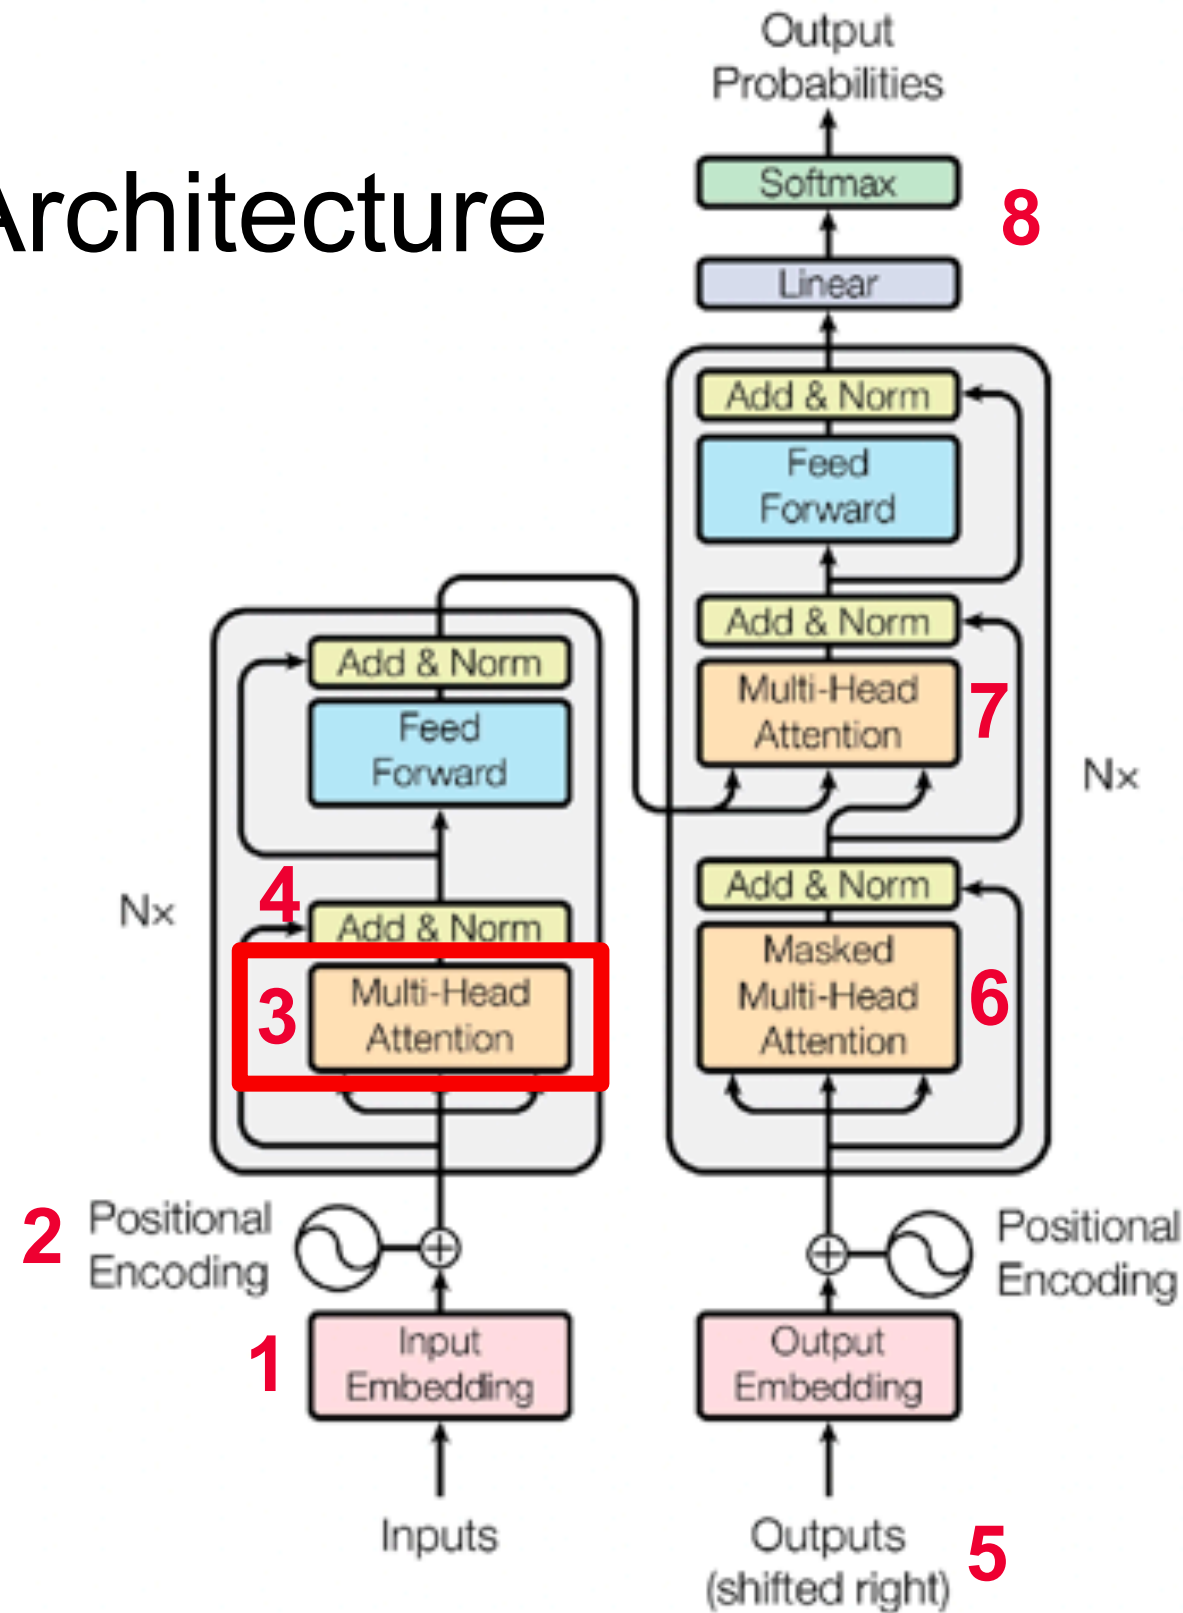 Output
Probabilities
Softmax
8
Architecture
Linear
Add & Norm
Feed
Forward
Add & Norm
Multi-Head
Attention
7
Nx
Add & Norm
Masked
Multi-Head
Attention
6
Add & Norm
Feed
Forward
Nx
4
Add & Norm
3
Multi-Head
Attention
2
Positional
Encoding
Positional
Encoding
1
Input
Embedding
Output
Embedding
Inputs
Outputs
(shifted right)
5